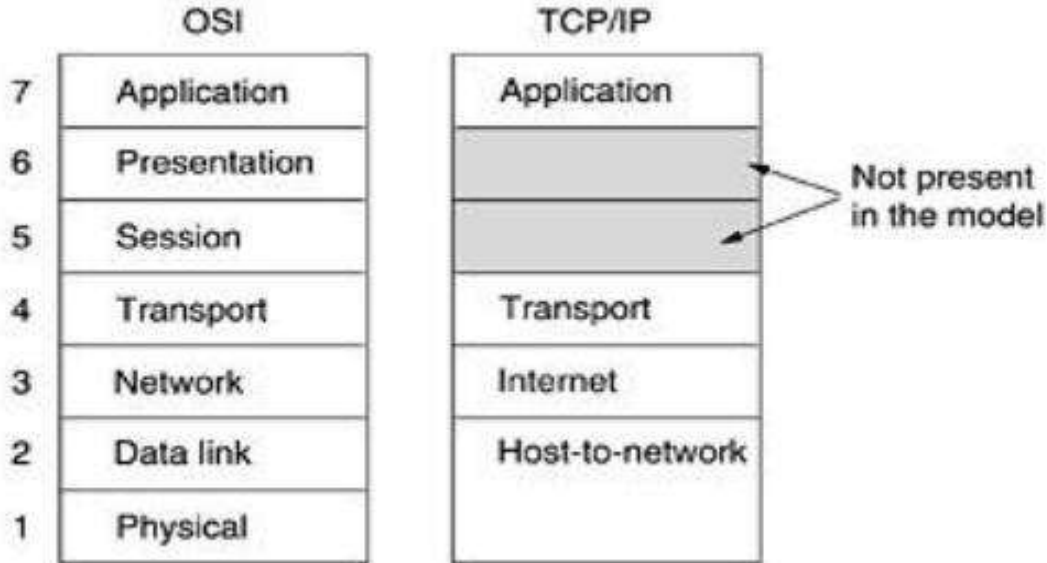 OSI TCP/IP
7 Application Application
6 Presentation
Not present
5 Session
in the model
4 Transport Transport
3 Network Internet
2 Data link Host-to-network
1 Physical